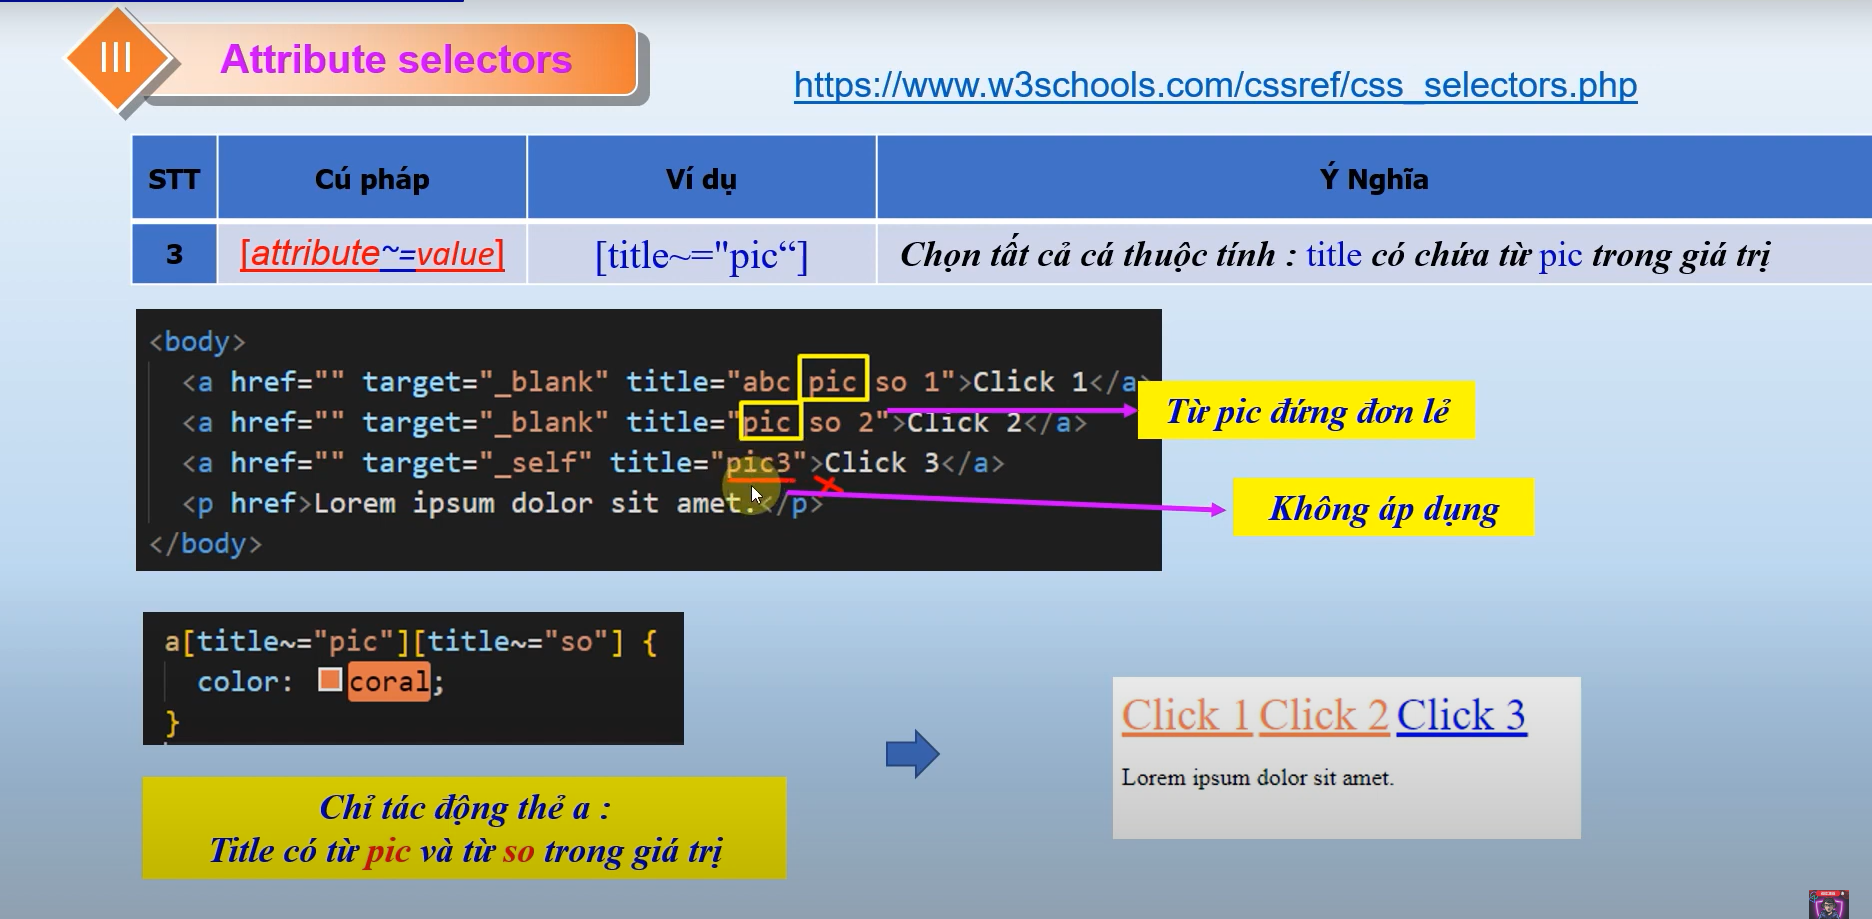 III
Attribute selectors
https://www.w3schools.com/cssref/css_selectors.php
STT Cú pháp Ví dụ Ý Nghĩa
3 [attribute~=value] [title~="pic“] Chọn tất cả cá thuộc tính : title có chứa từ pic trong giá trị
<body>
<a href="" target="_blank" title="abc pic so 1">Click 1</a>
<a href="" target="_blank" title="pic so 2">Click 2</a>
<a href="" target="_self" title="pic3">Click 3</a>
<p href>Lorem ipsum dolor sit amet.</p>
</body>
Từ pic đứng đơn lẻ
Không áp dụng
a[title~="pic"][title~="so"] {
color: coral;
}
Chỉ tác động thẻ a :
Title có từ pic và từ so trong giá trị
Click 1 Click 2 Click 3
Lorem ipsum dolor sit amet.